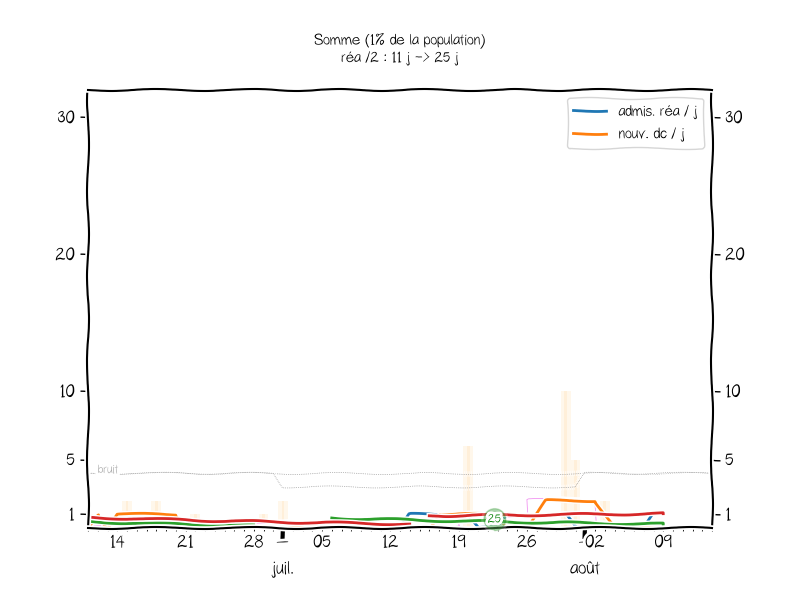 Somme (1% de la population)
réa /2 : 11 j -> 25 j
admis. réa / j
nouv. dc / j
30
30
20
20
10
10
5
5
bruit
1
1
25
14
21
28
05
12
19
26
02
09
juil.
août